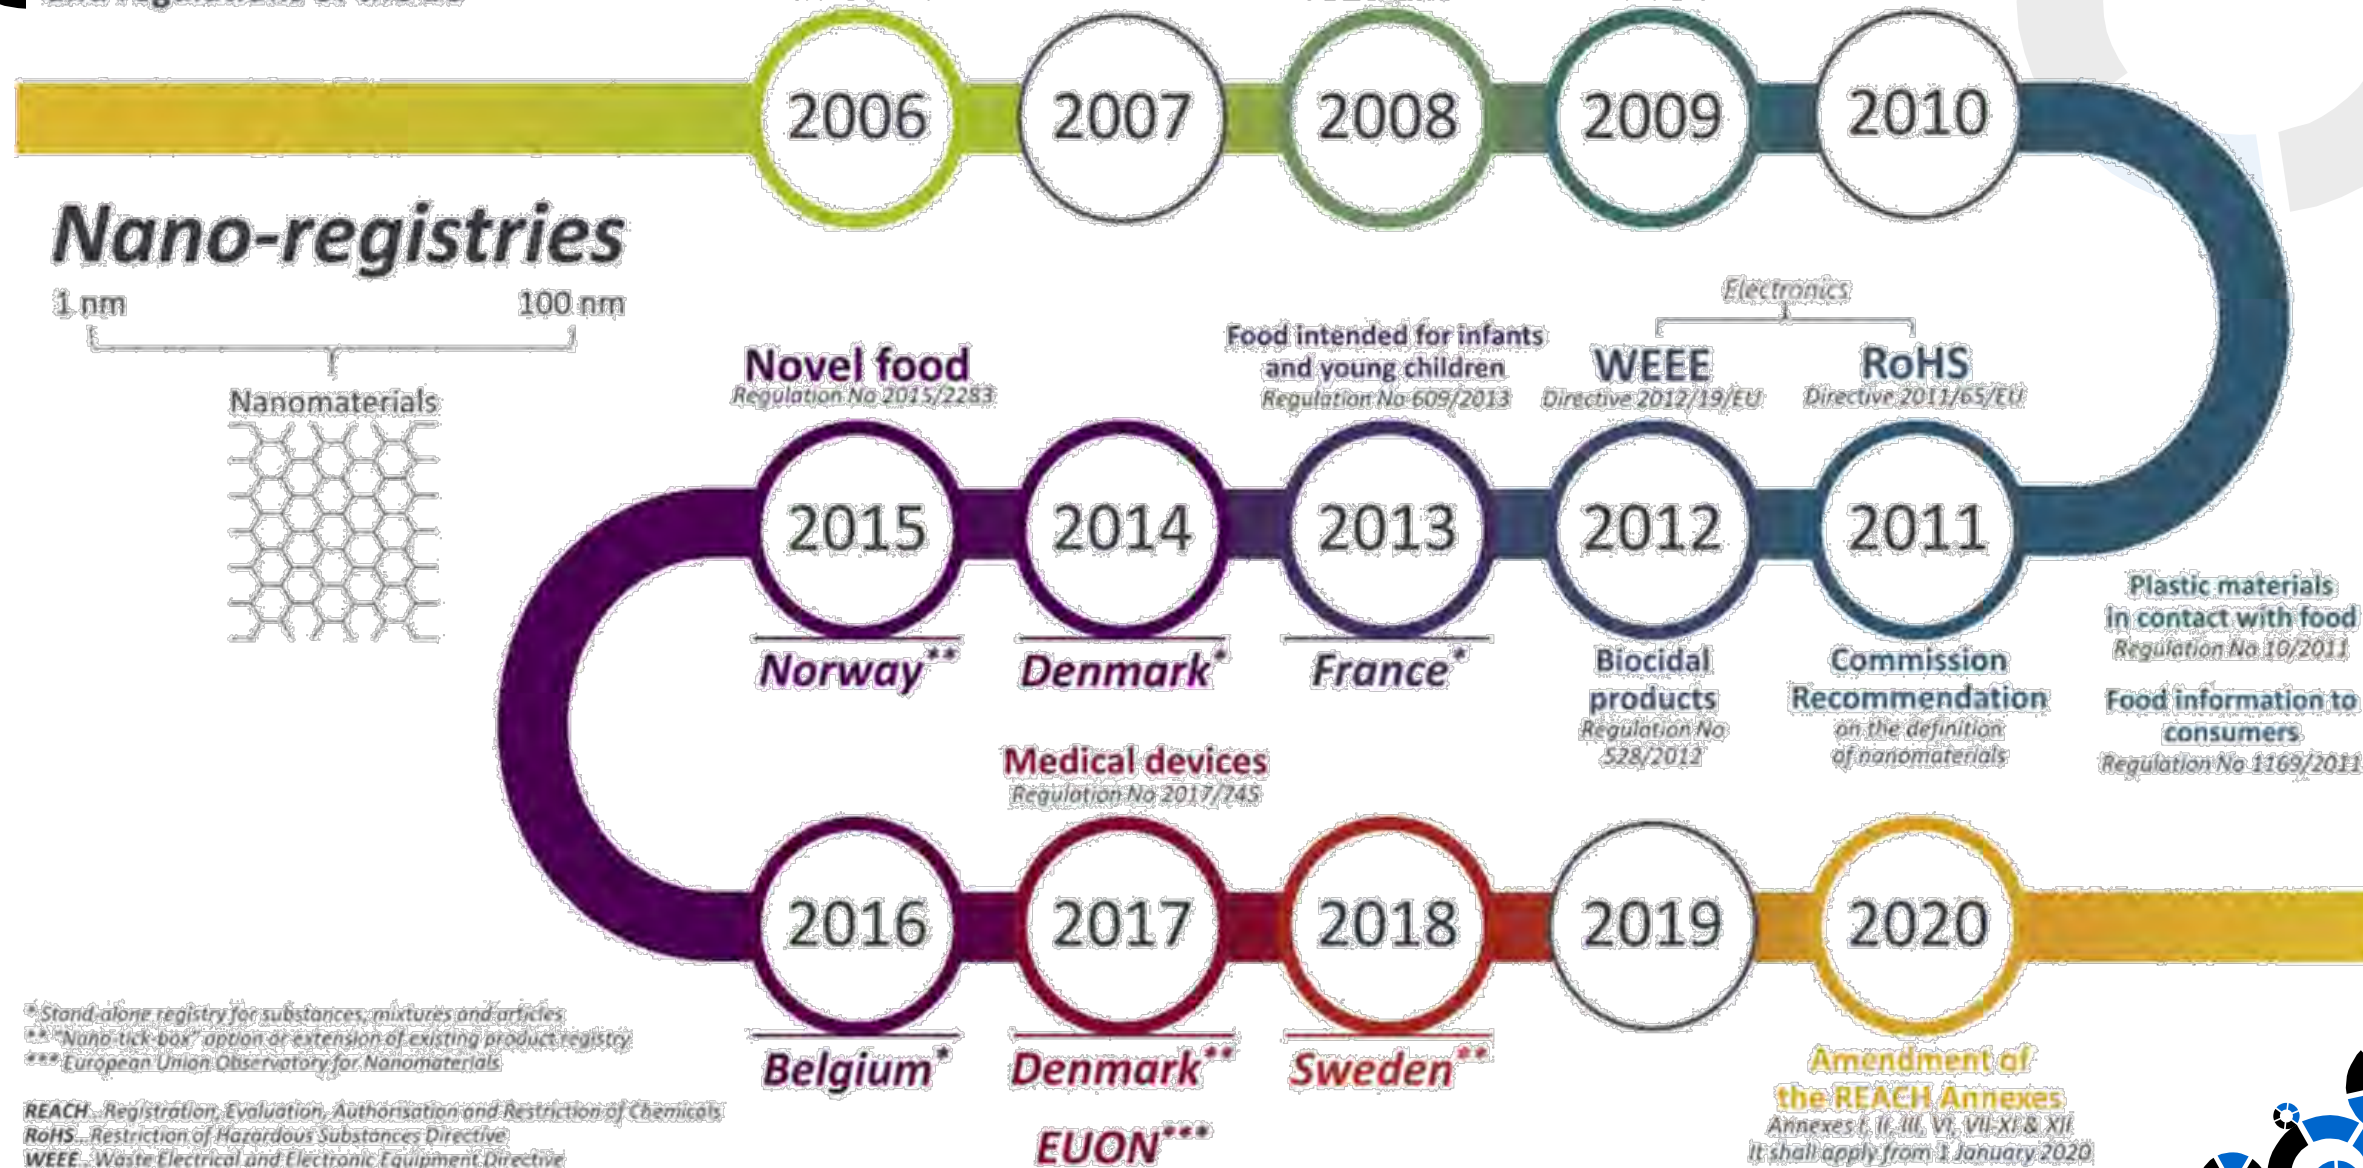 2006 2007 2008 2009 2010
Nano-registries
1 nm 100 nm
Nanomaterials
Electronics
Novel food
Regulation No 2015/2283
Food intended for infants
and young children
Regulation No 609/2013
WEEE
Directive 2012/19/EU
RoHS
Directive 2011/65/EU
2015 2014 2013 2012 2011
Norway**
Denmark*
France*
Biocidal
products
Regulation No
528/2012
Commission
Recommendation
on the definition
of nanomaterials
Plastic materials
in contact with food
Regulation No 10/2011
Food information to
consumers
Regulation No 1169/2011
Medical devices
Regulation No 2017/745
2016 2017 2018 2019 2020
Belgium*
Denmark**
EUON***
Sweden**
Amendment of
the REACH Annexes
Annexes I, II, III, VI, VII-XI & XII
It shall apply from 1 January 2020
* Stand-alone registry for substances, mixtures and articles
** "Nano-tick-box" option or extension of existing product registry
*** European Union Observatory for Nanomaterials
REACH...Registration, Evaluation, Authorisation and Restriction of Chemicals
RoHS...Restriction of Hazardous Substances Directive
WEEE...Waste Electrical and Electronic Equipment Directive